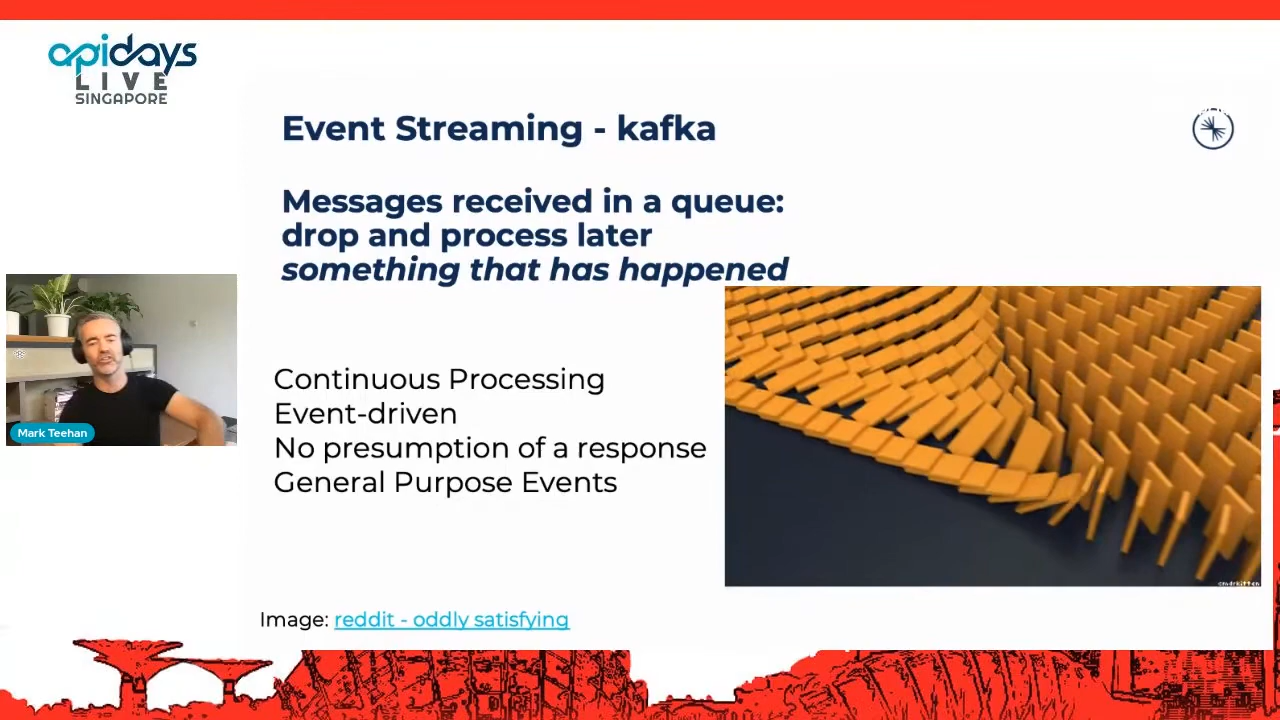 apidays
LIVE
SINGAPORE
Event Streaming - kafka
Messages received in a queue:
drop and process later
something that has happened
Mark Teehan
Continuous Processing
Event-driven
No presumption of a response
General Purpose Events
Image: reddit - oddly satisfying